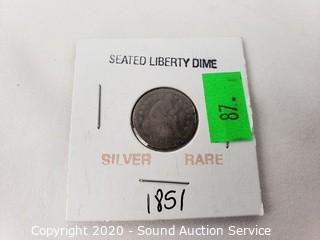 SEATED LIBERTY DIME
87.
SILVER RARE
1851
Copyright © 2020 - Sound Auction Service